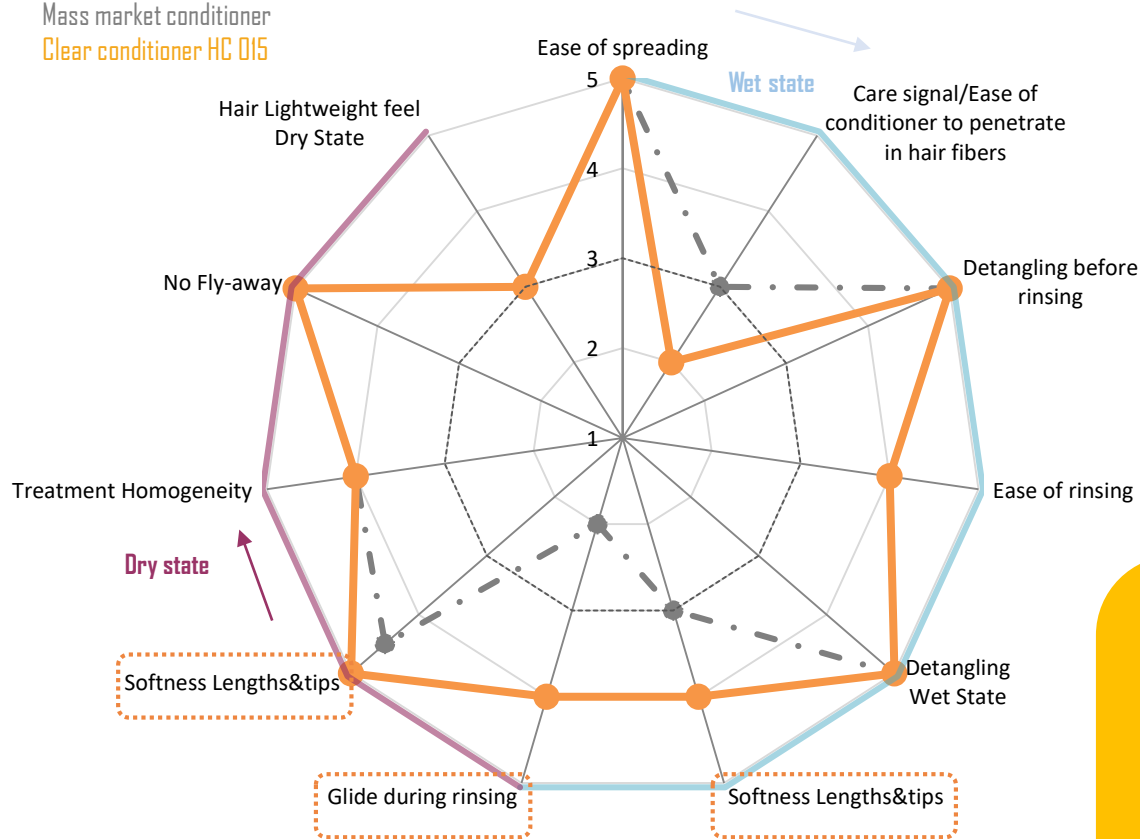 Mass market conditioner
Clear conditioner HC 015
Ease of spreading
Wet state
Hair Lightweight feel
Dry State
Care signal/Ease of
conditioner to penetrate
in hair fibers
5
4
3
2
1
No Fly-away
Detangling before
rinsing
Treatment Homogeneity
Ease of rinsing
Dry state
Softness Lengths&tips
Detangling
Wet State
Glide during rinsing
Softness Lengths&tips